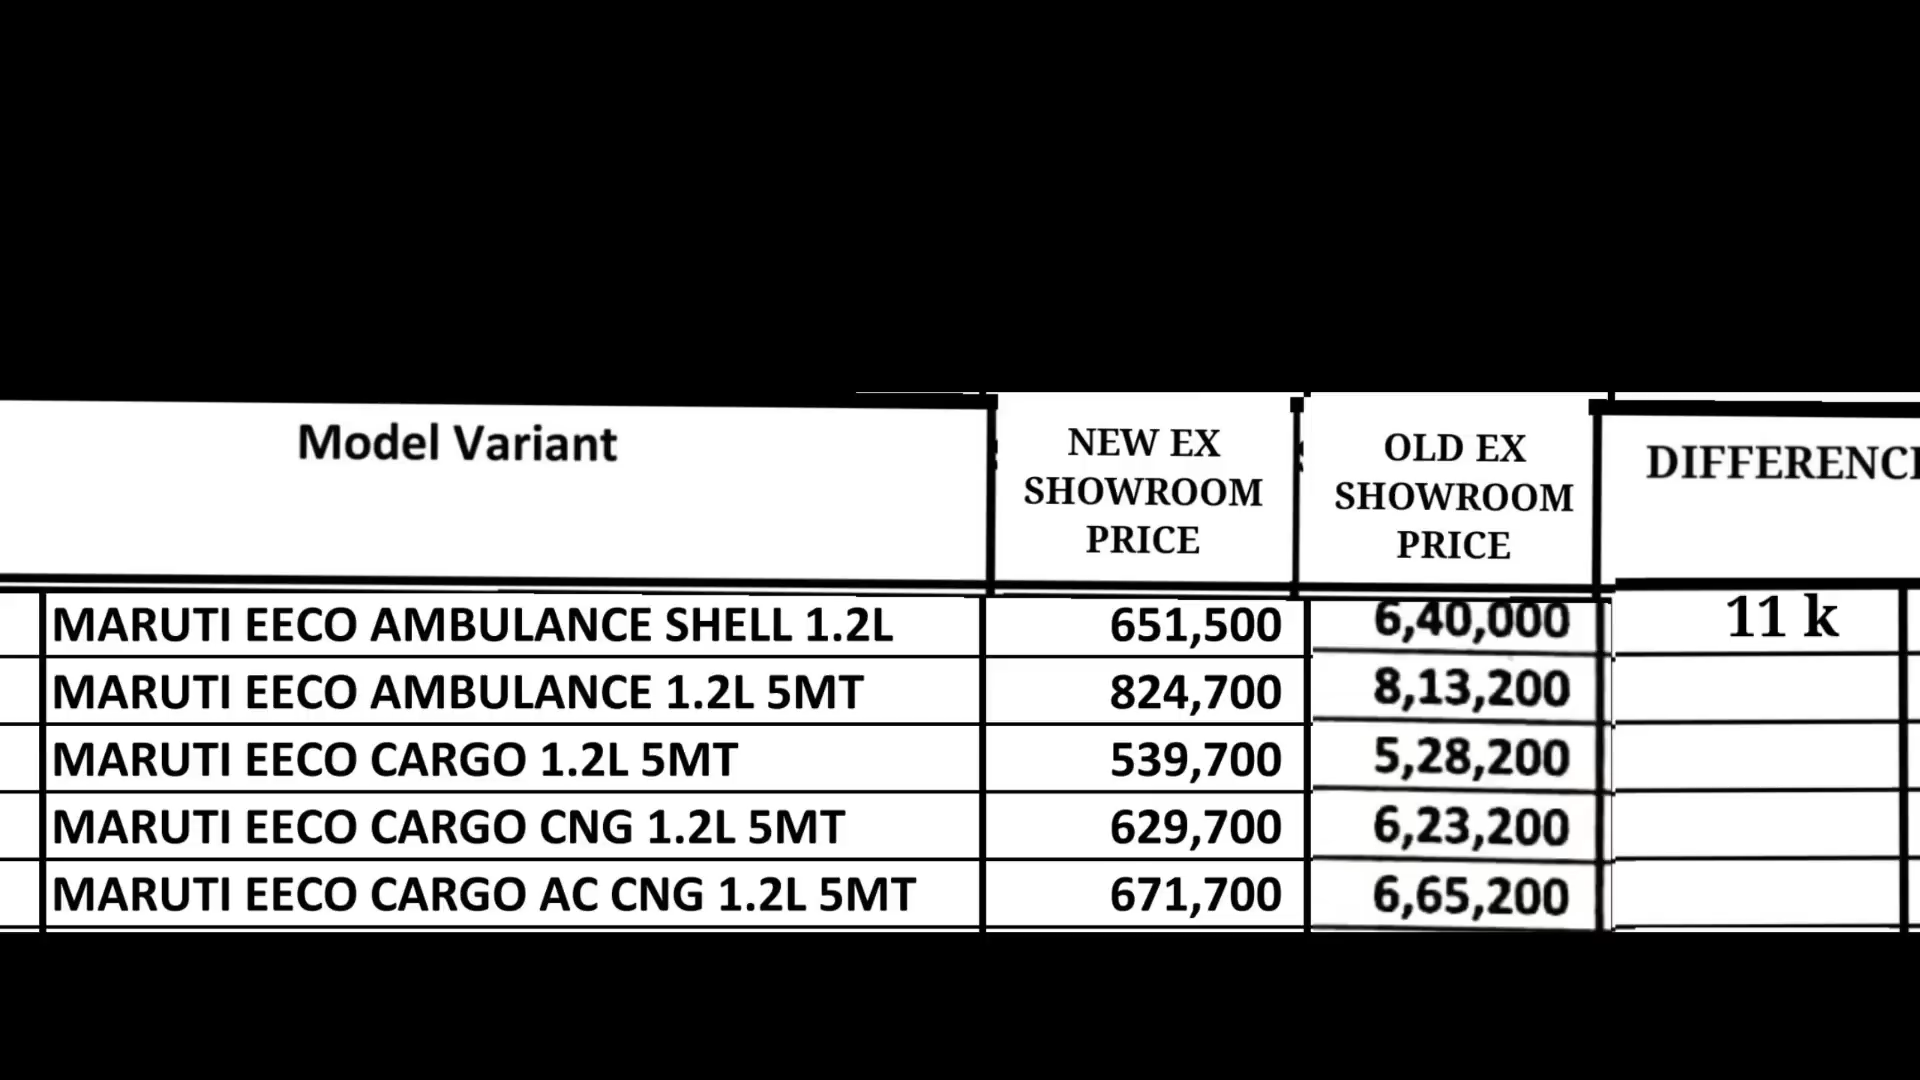 Model Variant
NEW EX
SHOWROOM
PRICE
OLD EX
SHOWROOM
PRICE
DIFFERENC
MARUTI EECO AMBULANCE SHELL 1.2L 651,500 6,40,000 11 k
MARUTI EECO AMBULANCE 1.2L 5MT 824,700 8,13,200
MARUTI EECO CARGO 1.2L 5MT 539,700 5,28,200
MARUTI EECO CARGO CNG 1.2L 5MT 629,700 6,23,200
MARUTI EECO CARGO AC CNG 1.2L 5MT 671,700 6,65,200